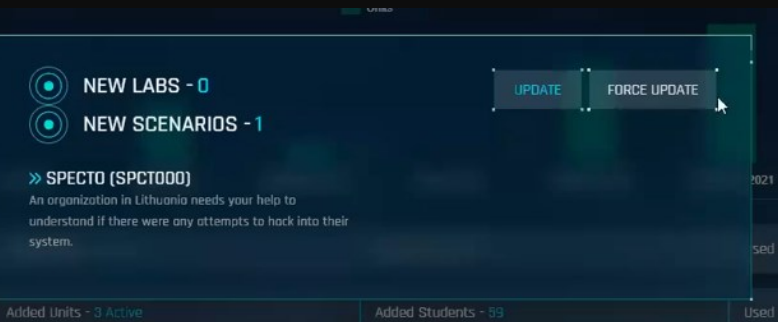 Units
NEW LABS - 0
UPDATE
FORCE UPDATE
NEW SCENARIOS - 1
>> SPECTO (SPCT000)
2021
An organization in Lithuania needs your help to
understand if there were any attempts to hack into their
system.
sed
Added Units - 3 Active
Added Students - 59
Used